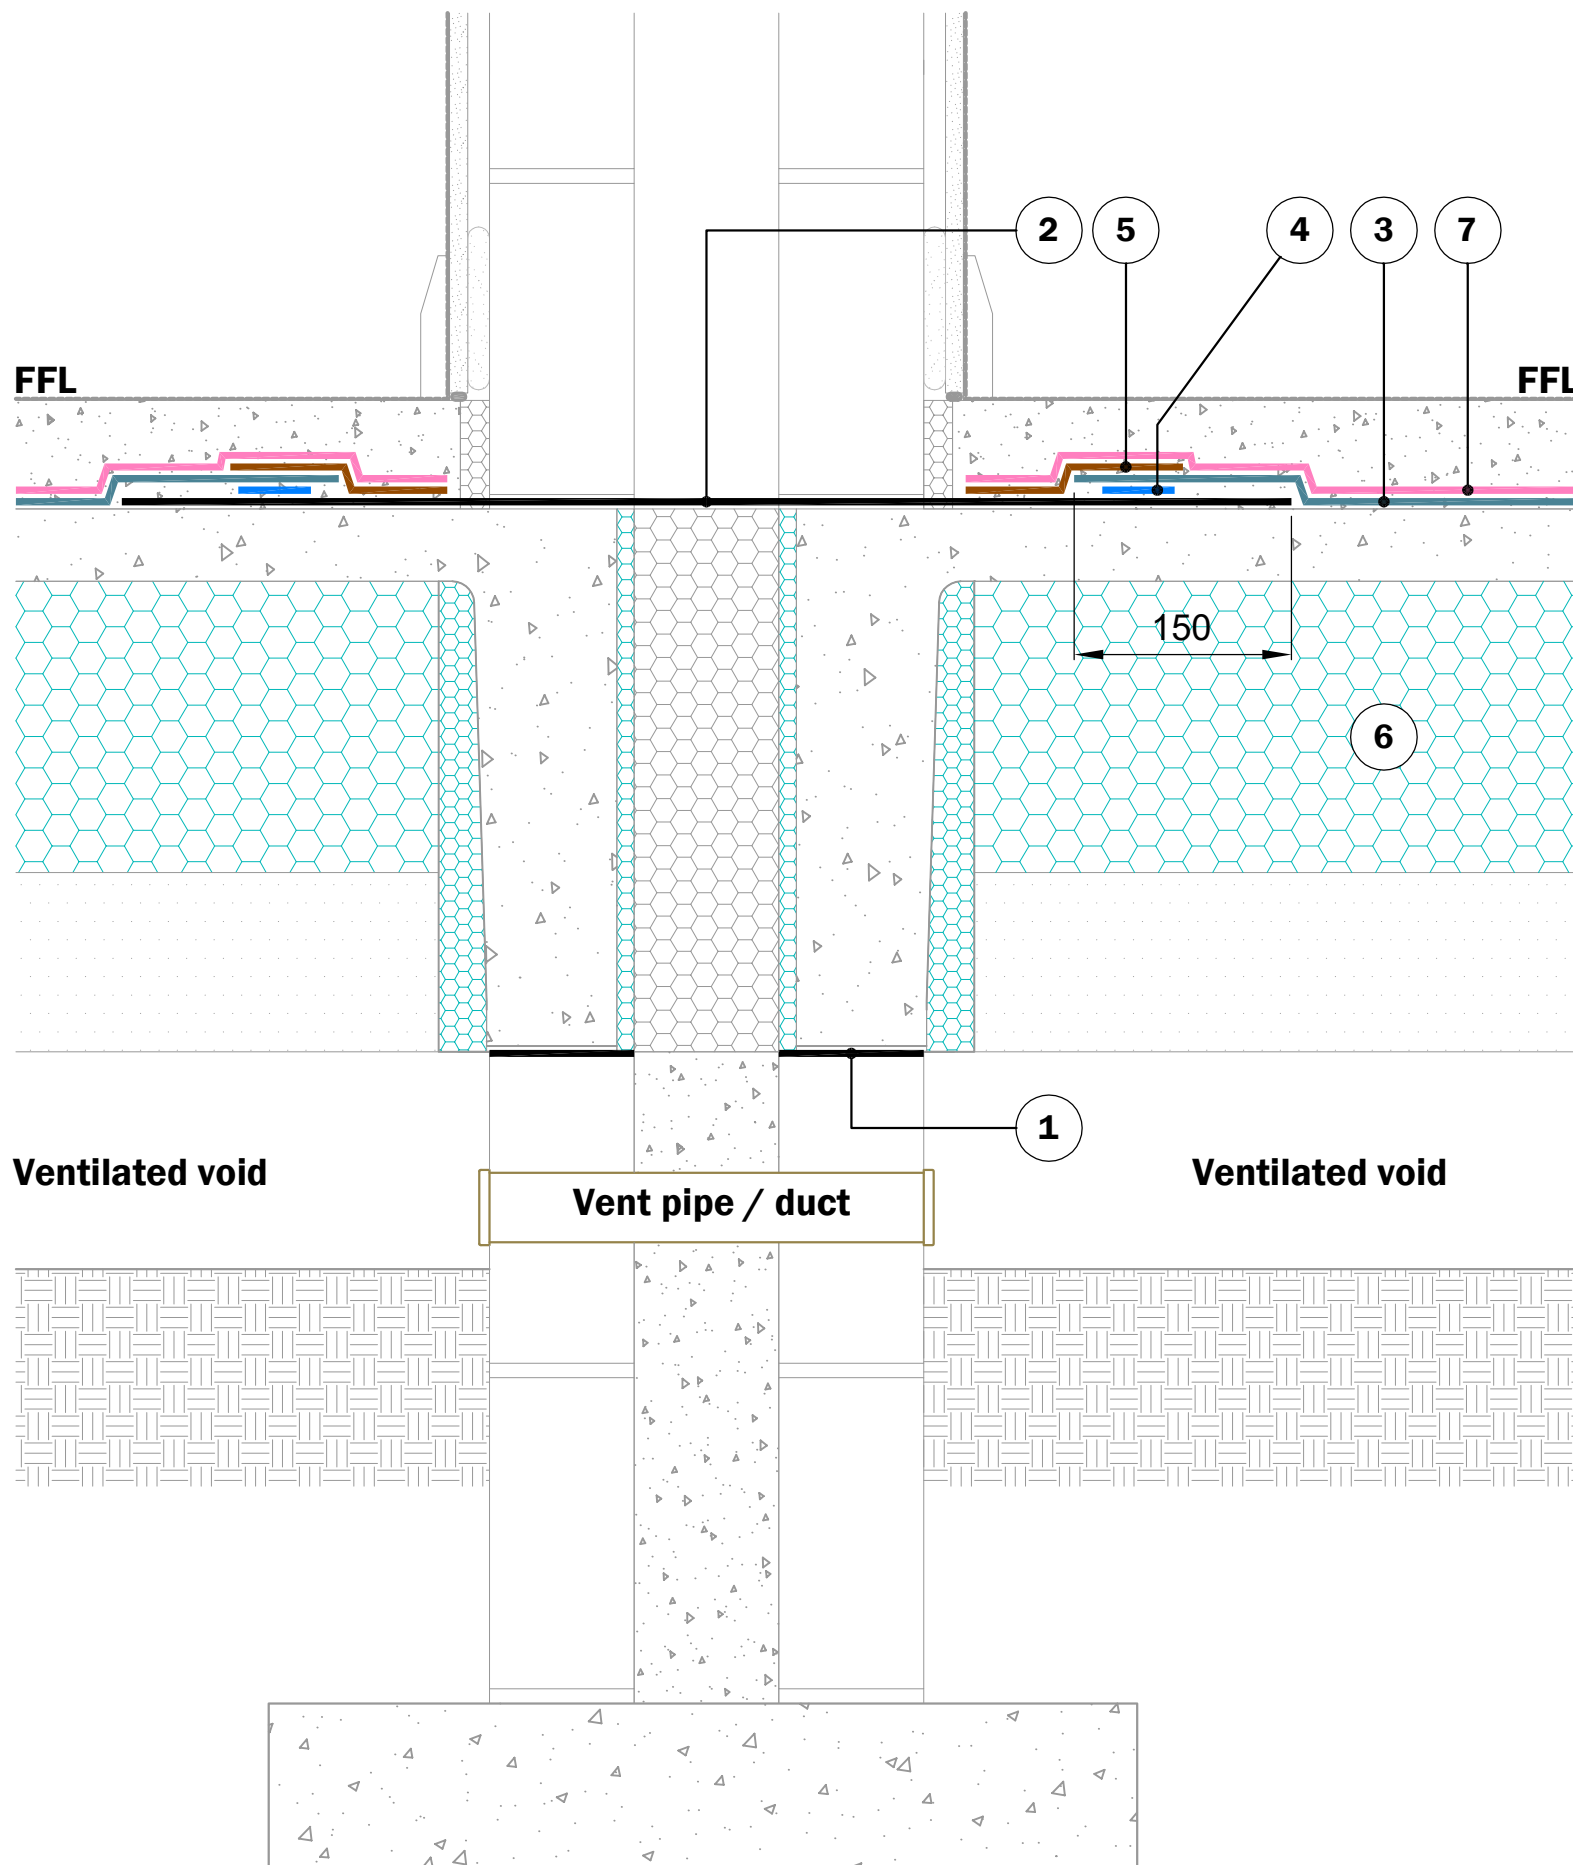 2 5 4 3 7
FFL FFL
150
6
1
Ventilated void Ventilated void
Vent pipe / duct